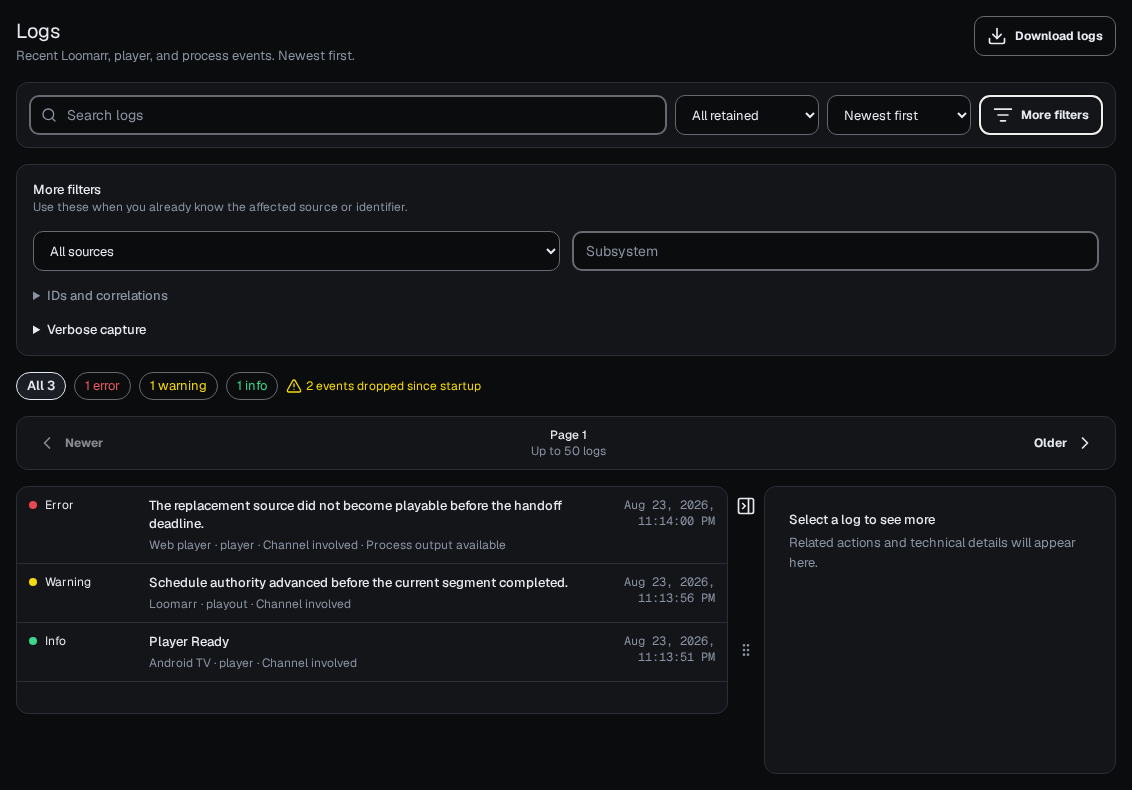 Logs
Recent Loomarr, player, and process events. Newest first.
Download logs
Search logs
All retained
Newest first
More filters
More filters
Use these when you already know the affected source or identifier.
All sources
Subsystem
IDs and correlations
Verbose capture
All 3
1 error
1 warning
1 info
2 events dropped since startup
Newer
Page 1
Up to 50 logs
Older
Error
The replacement source did not become playable before the handoff
deadline.
Web player · player · Channel involved · Process output available
Aug 23, 2026,
11:14:00 PM
Warning
Schedule authority advanced before the current segment completed.
Loomarr · playout · Channel involved
Aug 23, 2026,
11:13:56 PM
Info
Player Ready
Android TV · player · Channel involved
Aug 23, 2026,
11:13:51 PM
Select a log to see more
Related actions and technical details will appear
here.